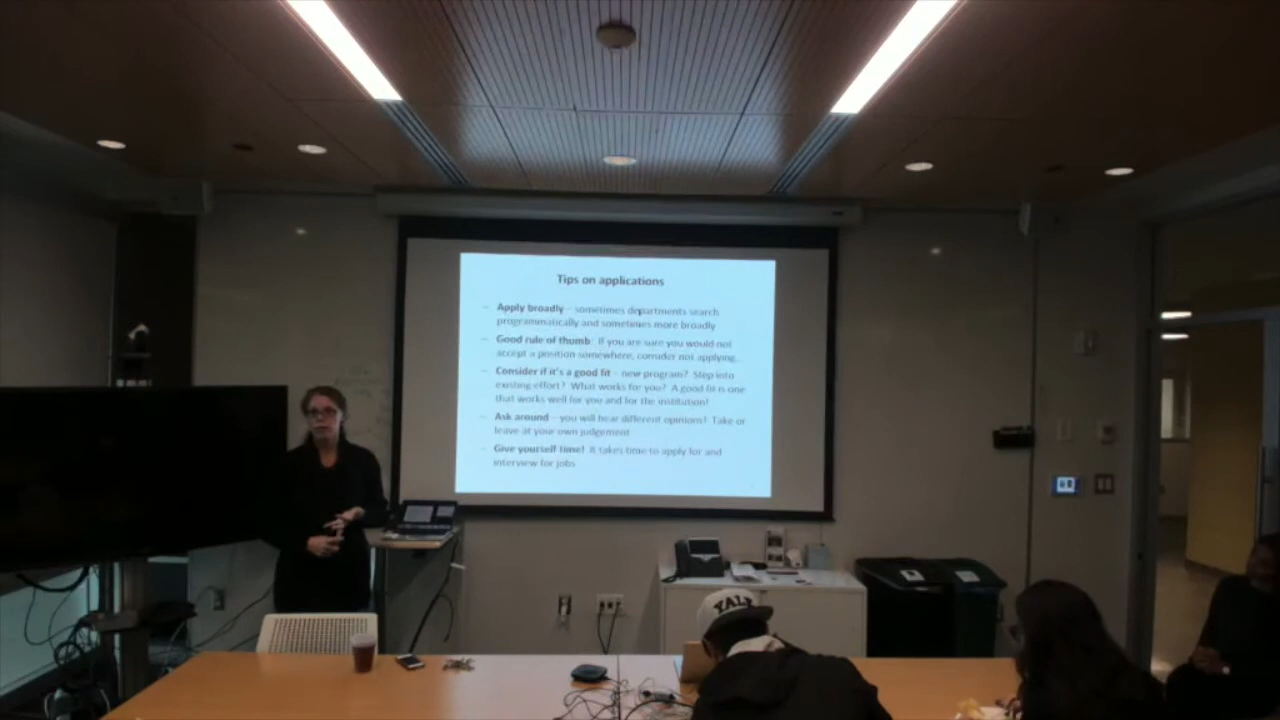 Tips on applications
– Apply broadly – sometimes departments search
programmatically and sometimes more broadly
– Good rule of thumb: If you are sure you would not
accept a position somewhere, consider not applying.
– Consider if it's a good fit – new program? Step into
existing effort? What works for you? A good fit is one
that works well for you and for the institution!
– Ask around – you will hear different opinions! Take or
leave at your own judgement
– Give yourself time! It takes time to apply for and
interview for jobs
YALE